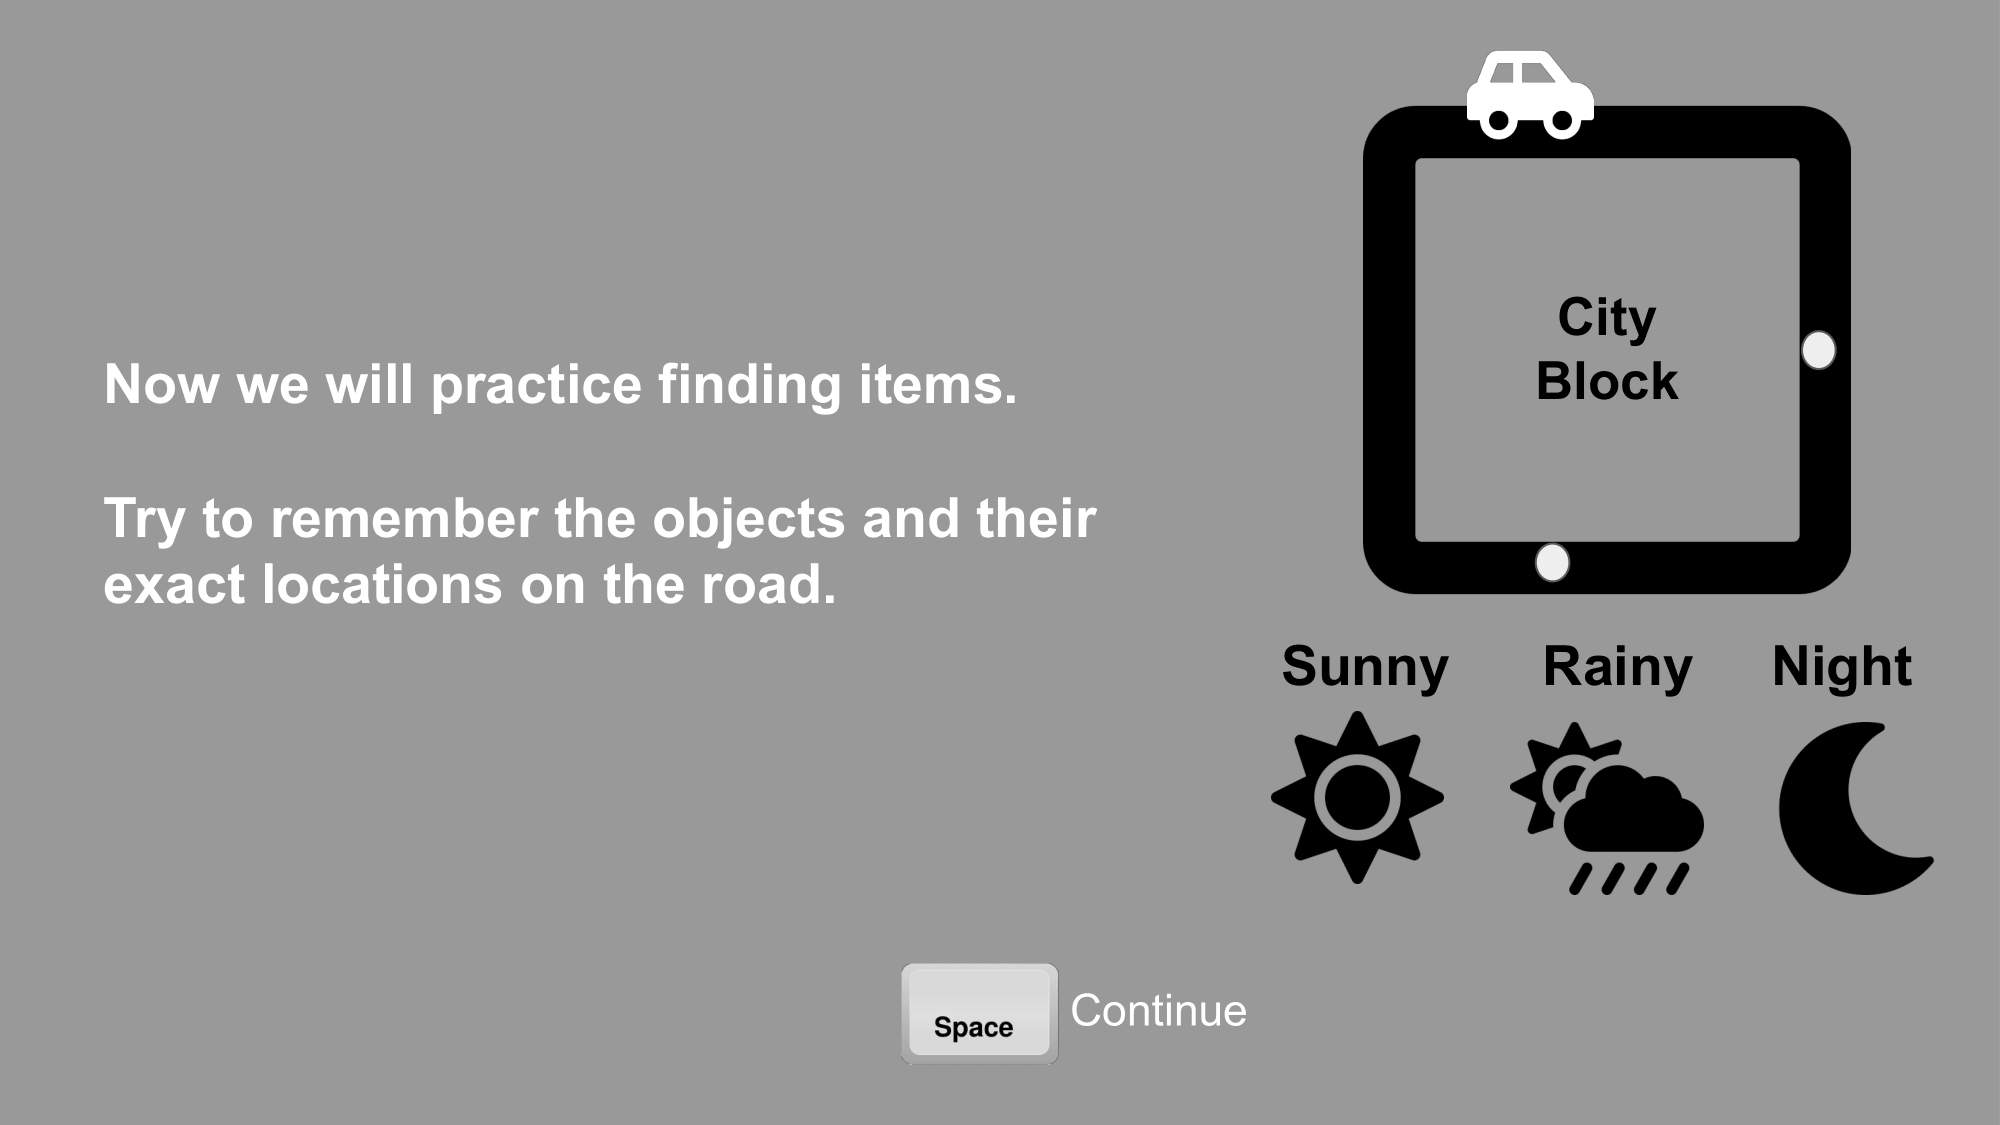 Now we will practice finding items.
Try to remember the objects and their
exact locations on the road.
City
Block
Sunny
Rainy
Night
Space
Continue